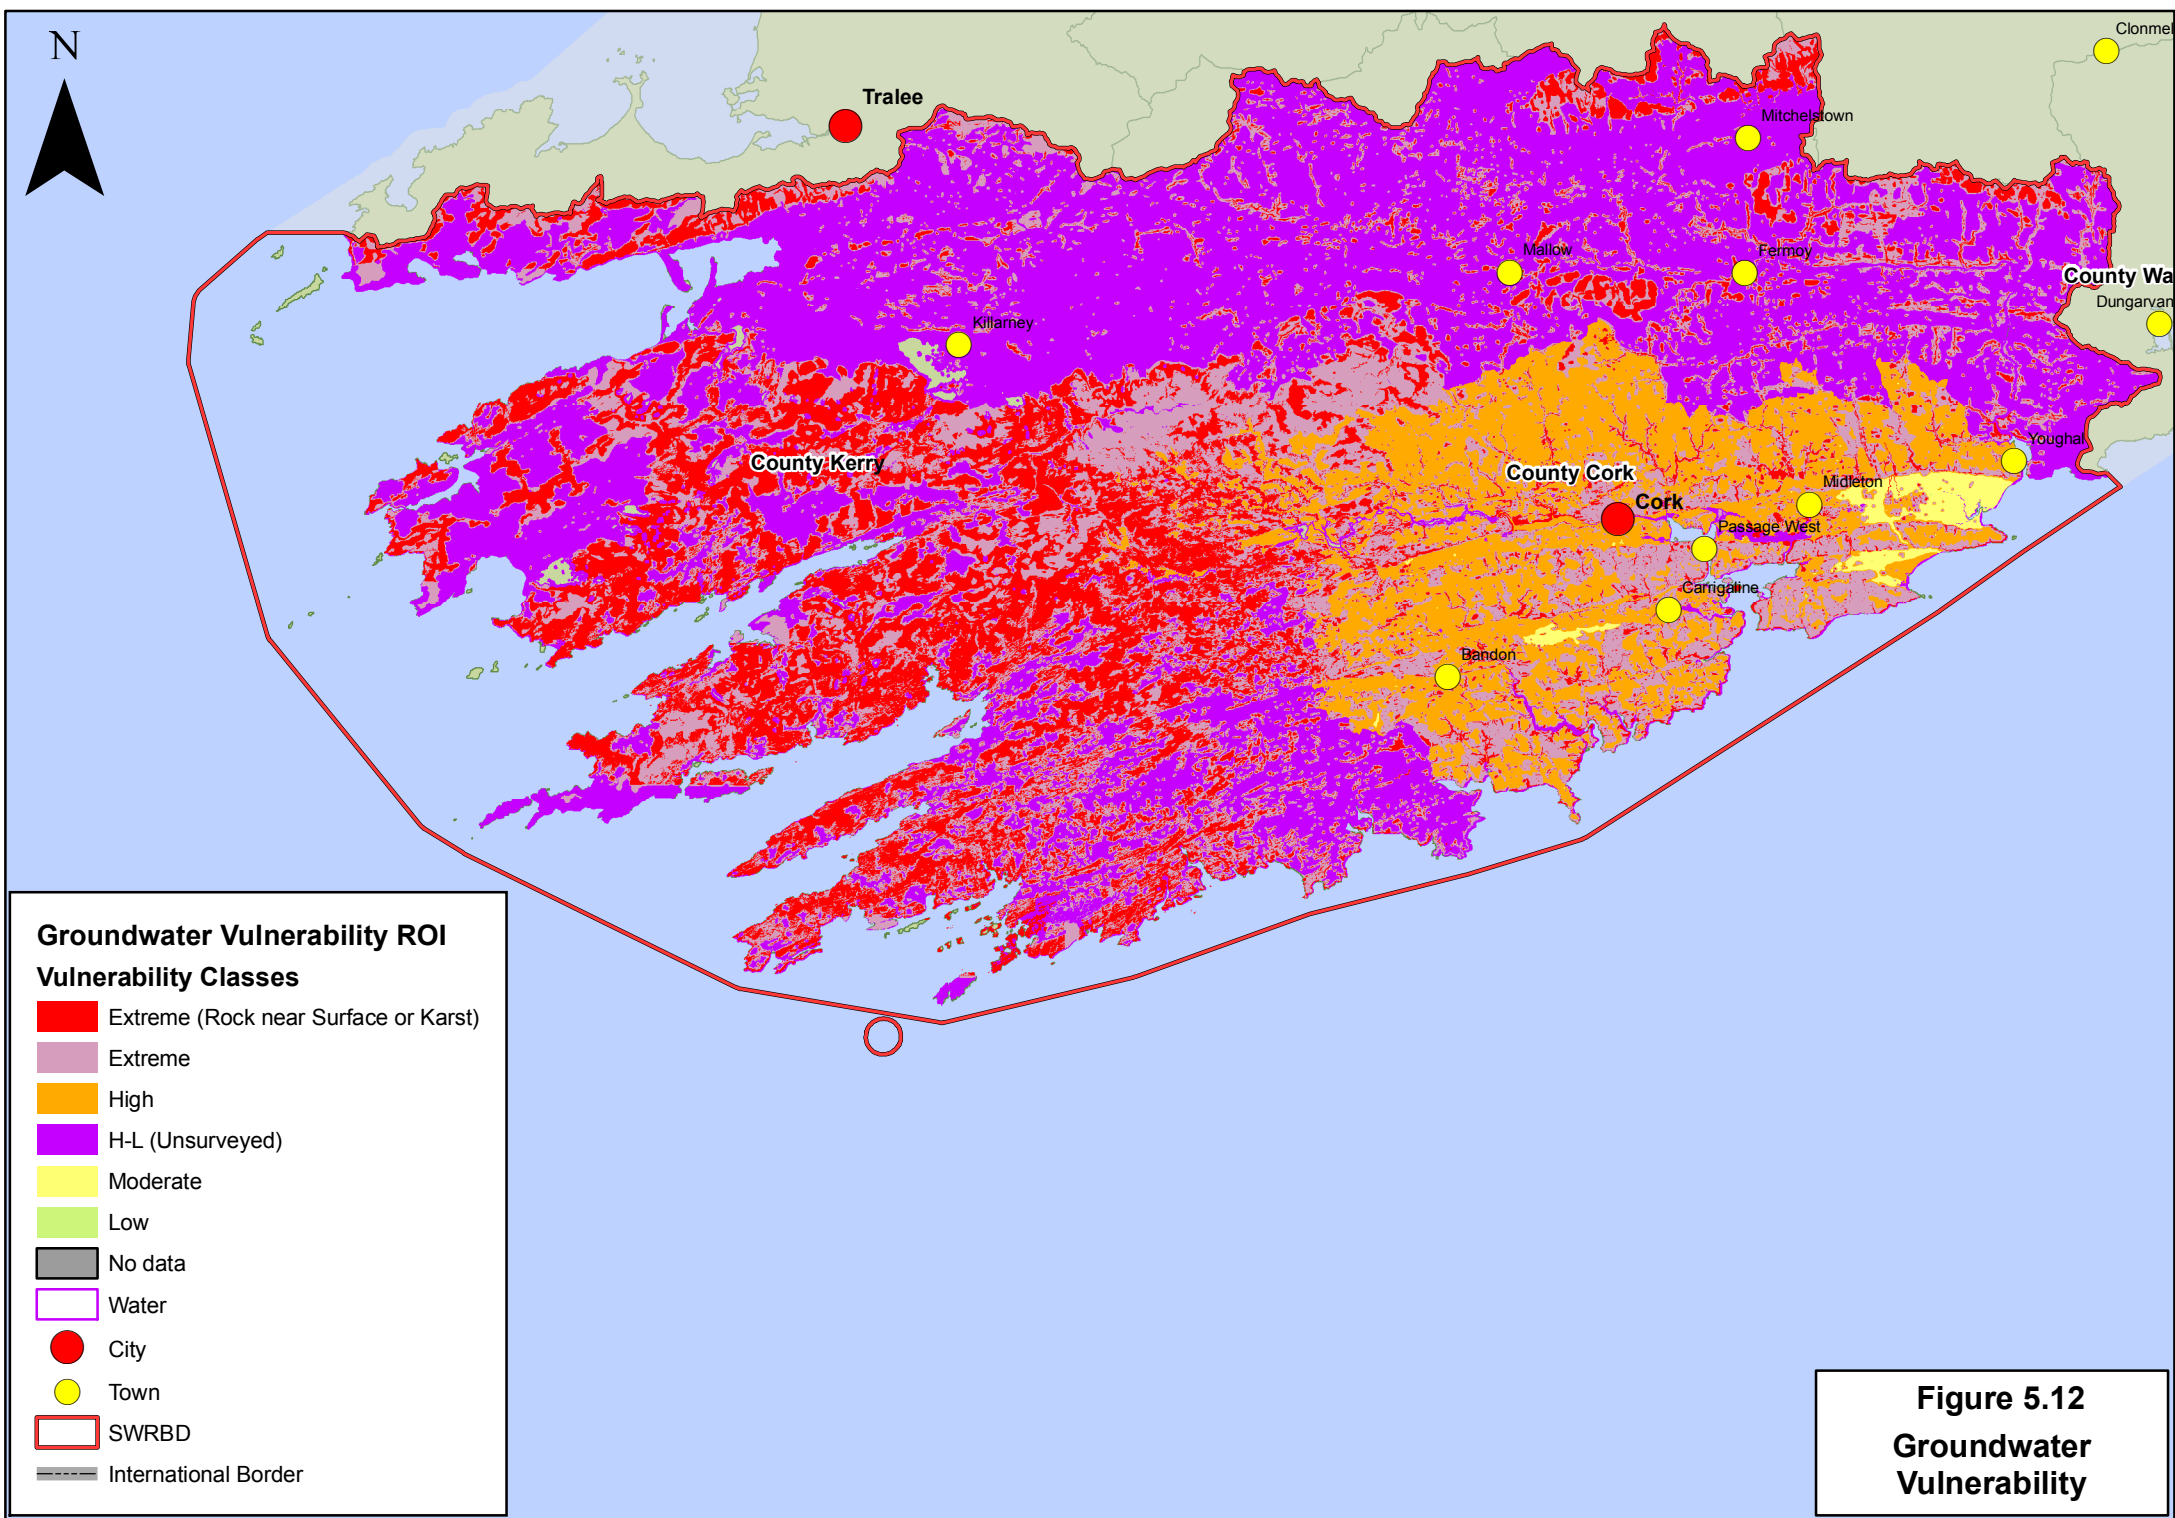 N
Clonmel
Tralee
Mitchelstown
Mallow
Fermoy
County Wa
Dungarvan
Killarney
Youghal
County Kerry
County Cork
Midleton
Cork
Passage West
Carrigaline
Bandon
Groundwater Vulnerability ROI
Vulnerability Classes
Extreme (Rock near Surface or Karst)
Extreme
High
H-L (Unsurveyed)
Moderate
Low
No data
Water
City
Town
SWRBD
International Border
Figure 5.12
Groundwater
Vulnerability